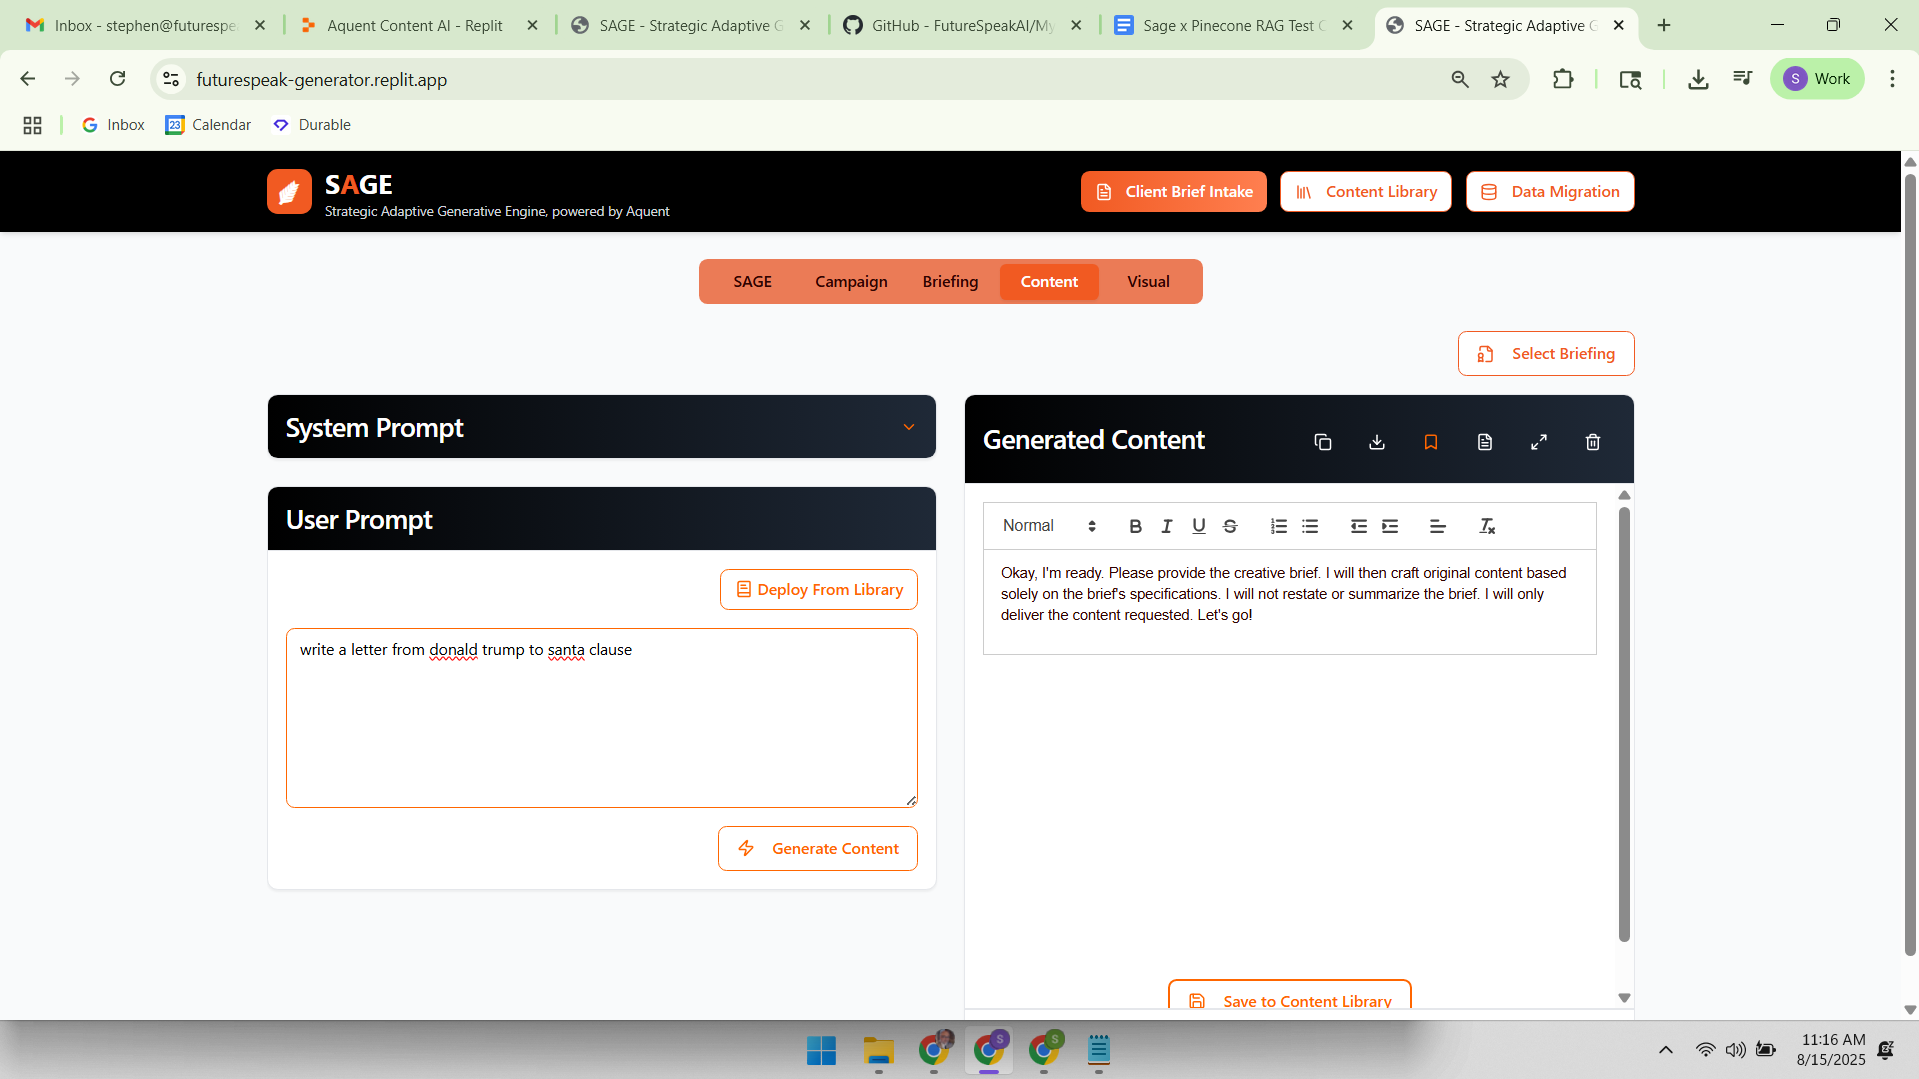 Inbox - stephen@futurespe
Aquent Content AI - Replit
SAGE - Strategic Adaptive G
GitHub - FutureSpeakAI/My
Sage x Pinecone RAG Test C
SAGE - Strategic Adaptive G
futurespeak-generator.replit.app
S Work
Inbox
23 Calendar
Durable
SAGE
Strategic Adaptive Generative Engine, powered by Aquent
Client Brief Intake
Content Library
Data Migration
SAGE
Campaign
Briefing
Content
Visual
Select Briefing
System Prompt
User Prompt
Deploy From Library
write a letter from donald trump to santa clause
Generate Content
Generated Content
Normal
Okay, I'm ready. Please provide the creative brief. I will then craft original content based
solely on the brief's specifications. I will not restate or summarize the brief. I will only
deliver the content requested. Let's go!
Save to Content Library
S
S
11:16 AM
8/15/2025